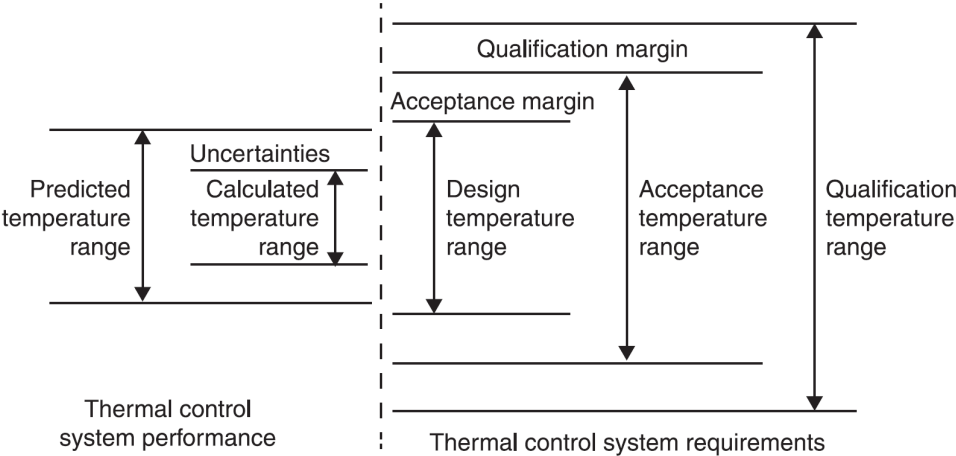 Qualification margin
Acceptance margin
Uncertainties
Predicted
temperature
range
Calculated
temperature
range
Design
temperature
range
Acceptance
temperature
range
Qualification
temperature
range
Thermal control
system performance
Thermal control system requirements